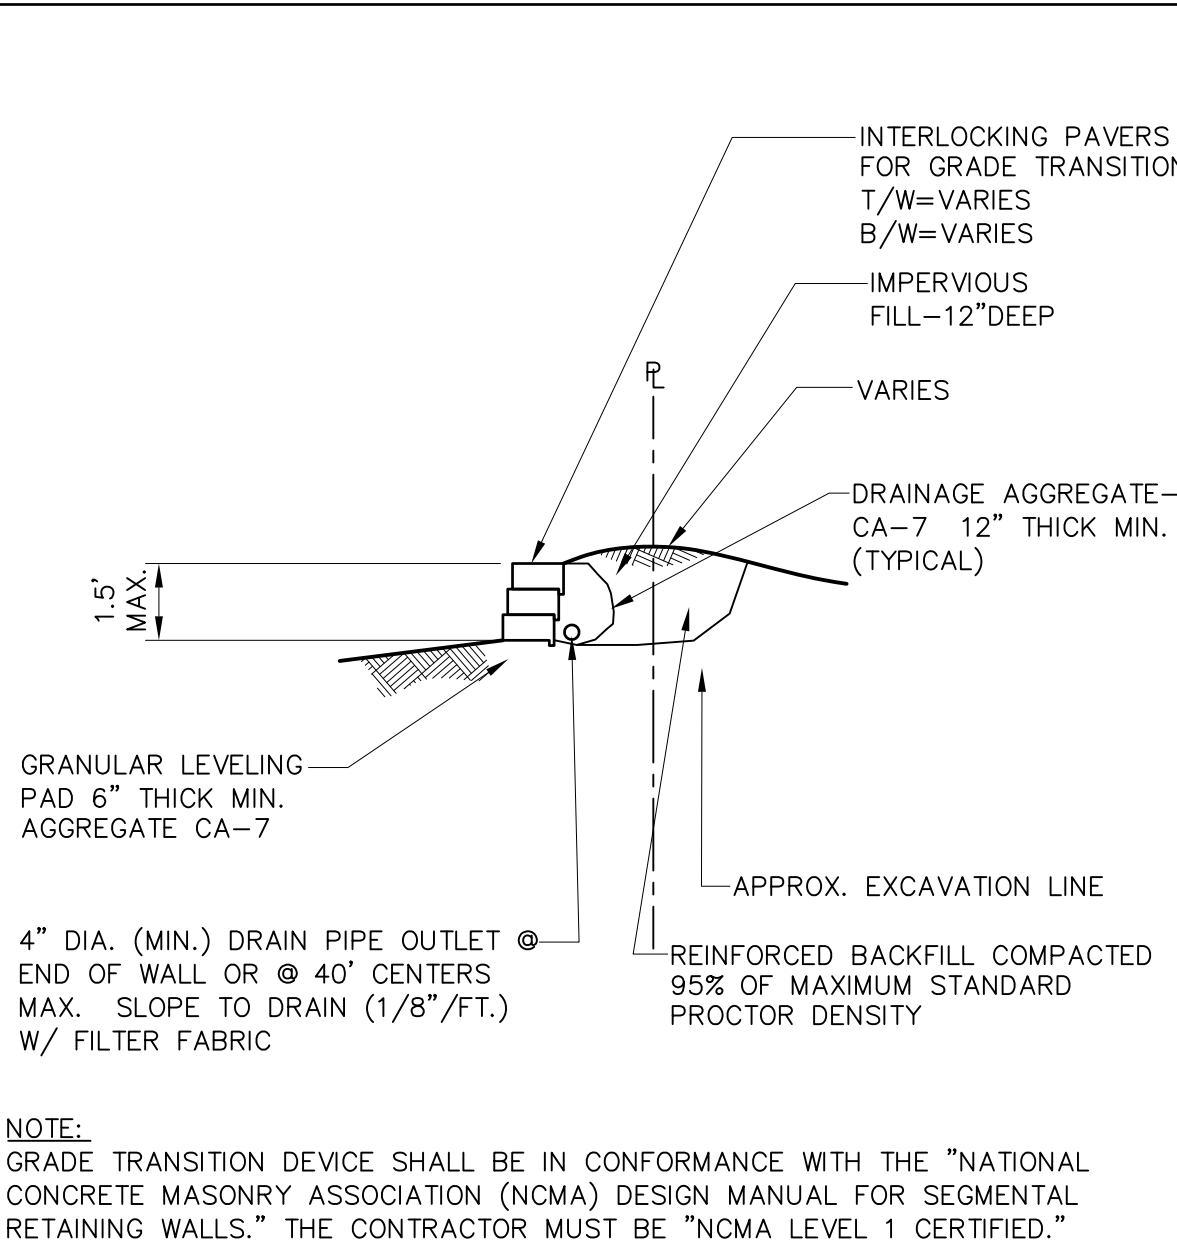 INTERLOCKING PAVERS
FOR GRADE TRANSITION
T/W=VARIES
B/W=VARIES
IMPERVIOUS
FILL-12"DEEP
PL
VARIES
DRAINAGE AGGREGATE-
CA-7 12" THICK MIN.
(TYPICAL)
1.5'
MAX.
GRANULAR LEVELING
PAD 6" THICK MIN.
AGGREGATE CA-7
APPROX. EXCAVATION LINE
4" DIA. (MIN.) DRAIN PIPE OUTLET @
END OF WALL OR @ 40' CENTERS
MAX. SLOPE TO DRAIN (1/8"/FT.)
W/ FILTER FABRIC
REINFORCED BACKFILL COMPACTED
95% OF MAXIMUM STANDARD
PROCTOR DENSITY
NOTE:
GRADE TRANSITION DEVICE SHALL BE IN CONFORMANCE WITH THE "NATIONAL
CONCRETE MASONRY ASSOCIATION (NCMA) DESIGN MANUAL FOR SEGMENTAL
RETAINING WALLS." THE CONTRACTOR MUST BE "NCMA LEVEL 1 CERTIFIED."